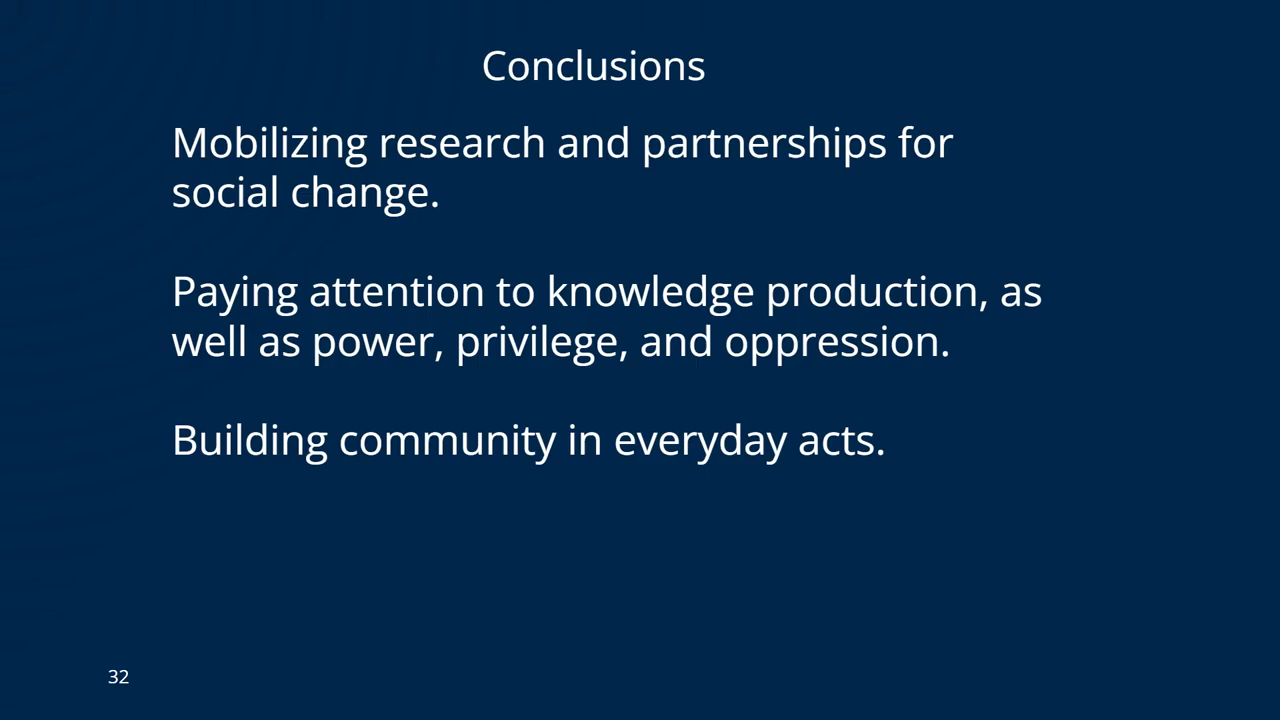 Conclusions
Mobilizing research and partnerships for
social change.
Paying attention to knowledge production, as
well as power, privilege, and oppression.
Building community in everyday acts.
32